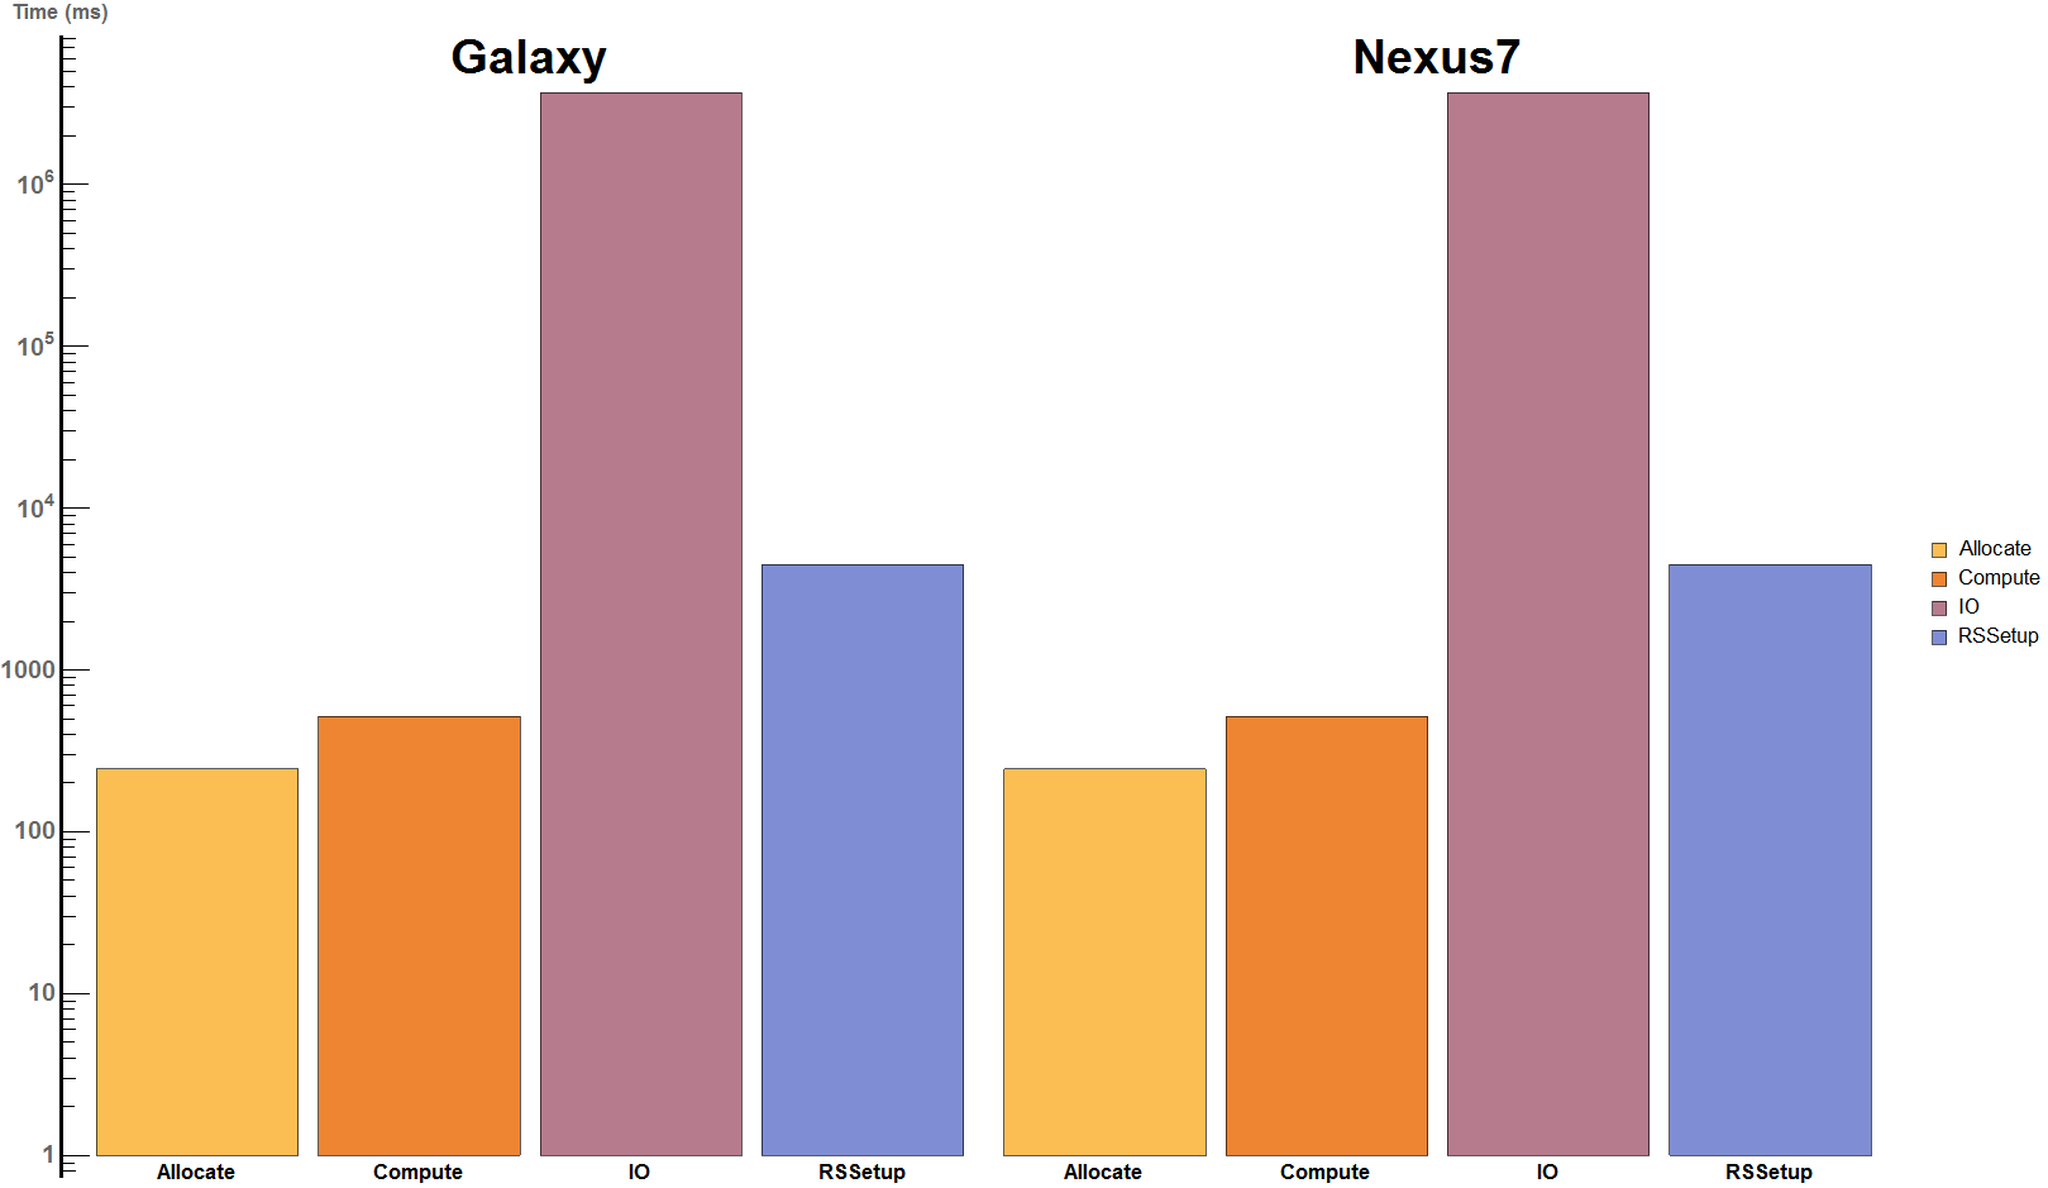 Time (ms)
Galaxy
Nexus7
10^6
10^5
10^4
1000
100
10
1
Allocate
Compute
IO
RSSetup
Allocate
Compute
IO
RSSetup
Allocate
Compute
IO
RSSetup